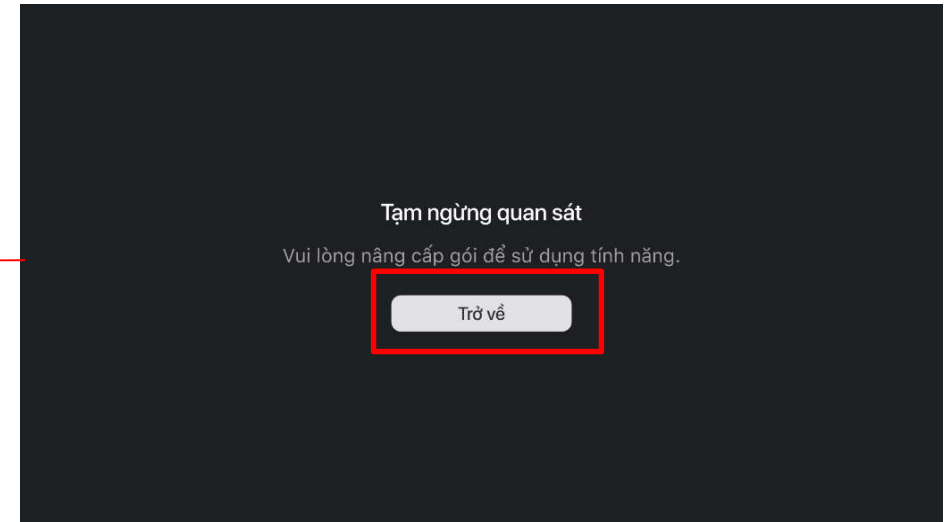 Tạm ngừng quan sát
Vui lòng nâng cấp gói để sử dụng tính năng.
Trở về